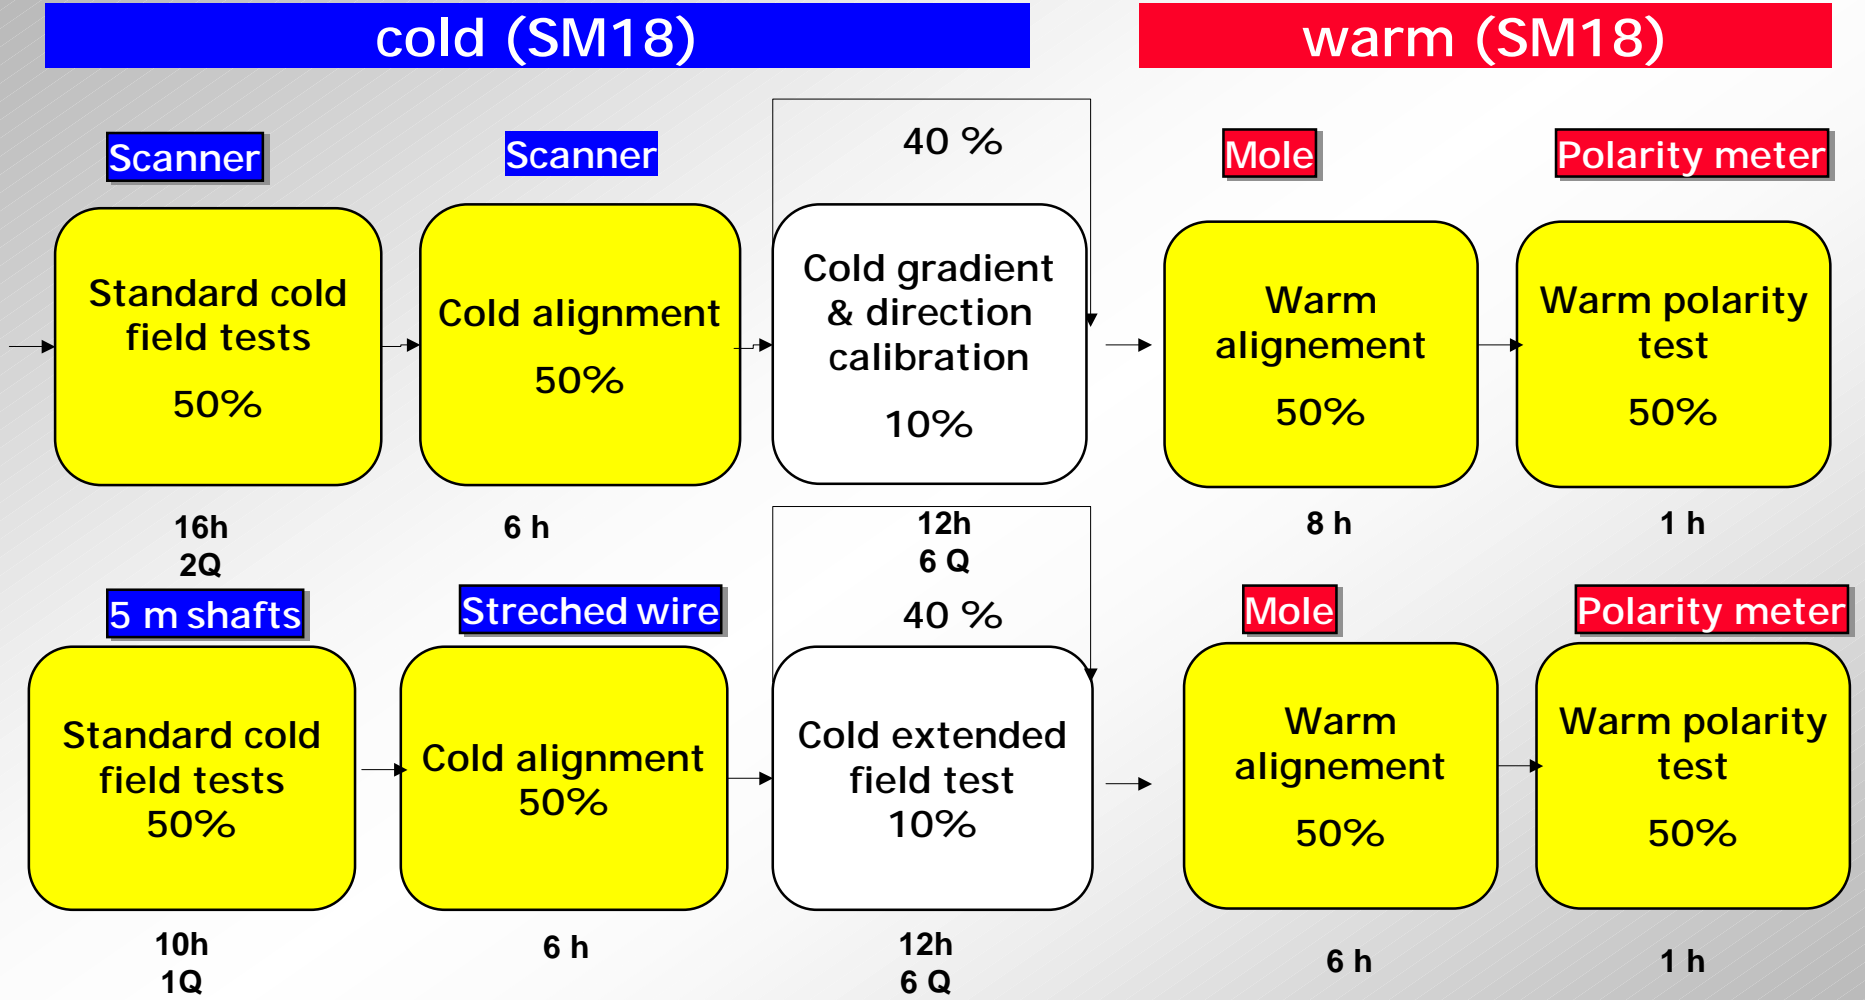 cold (SM18)
warm (SM18)
Scanner
Scanner
40 %
Mole
Polarity meter
Standard cold
field tests
50%
Cold alignment
50%
Cold gradient
& direction
calibration
10%
Warm
alignement
50%
Warm polarity
test
50%
16h
2Q
6 h
12h
6 Q
8 h
1 h
5 m shafts
Streched wire
40 %
Mole
Polarity meter
Standard cold
field tests
50%
Cold alignment
50%
Cold extended
field test
10%
Warm
alignement
50%
Warm polarity
test
50%
10h
1Q
6 h
12h
6 Q
6 h
1 h